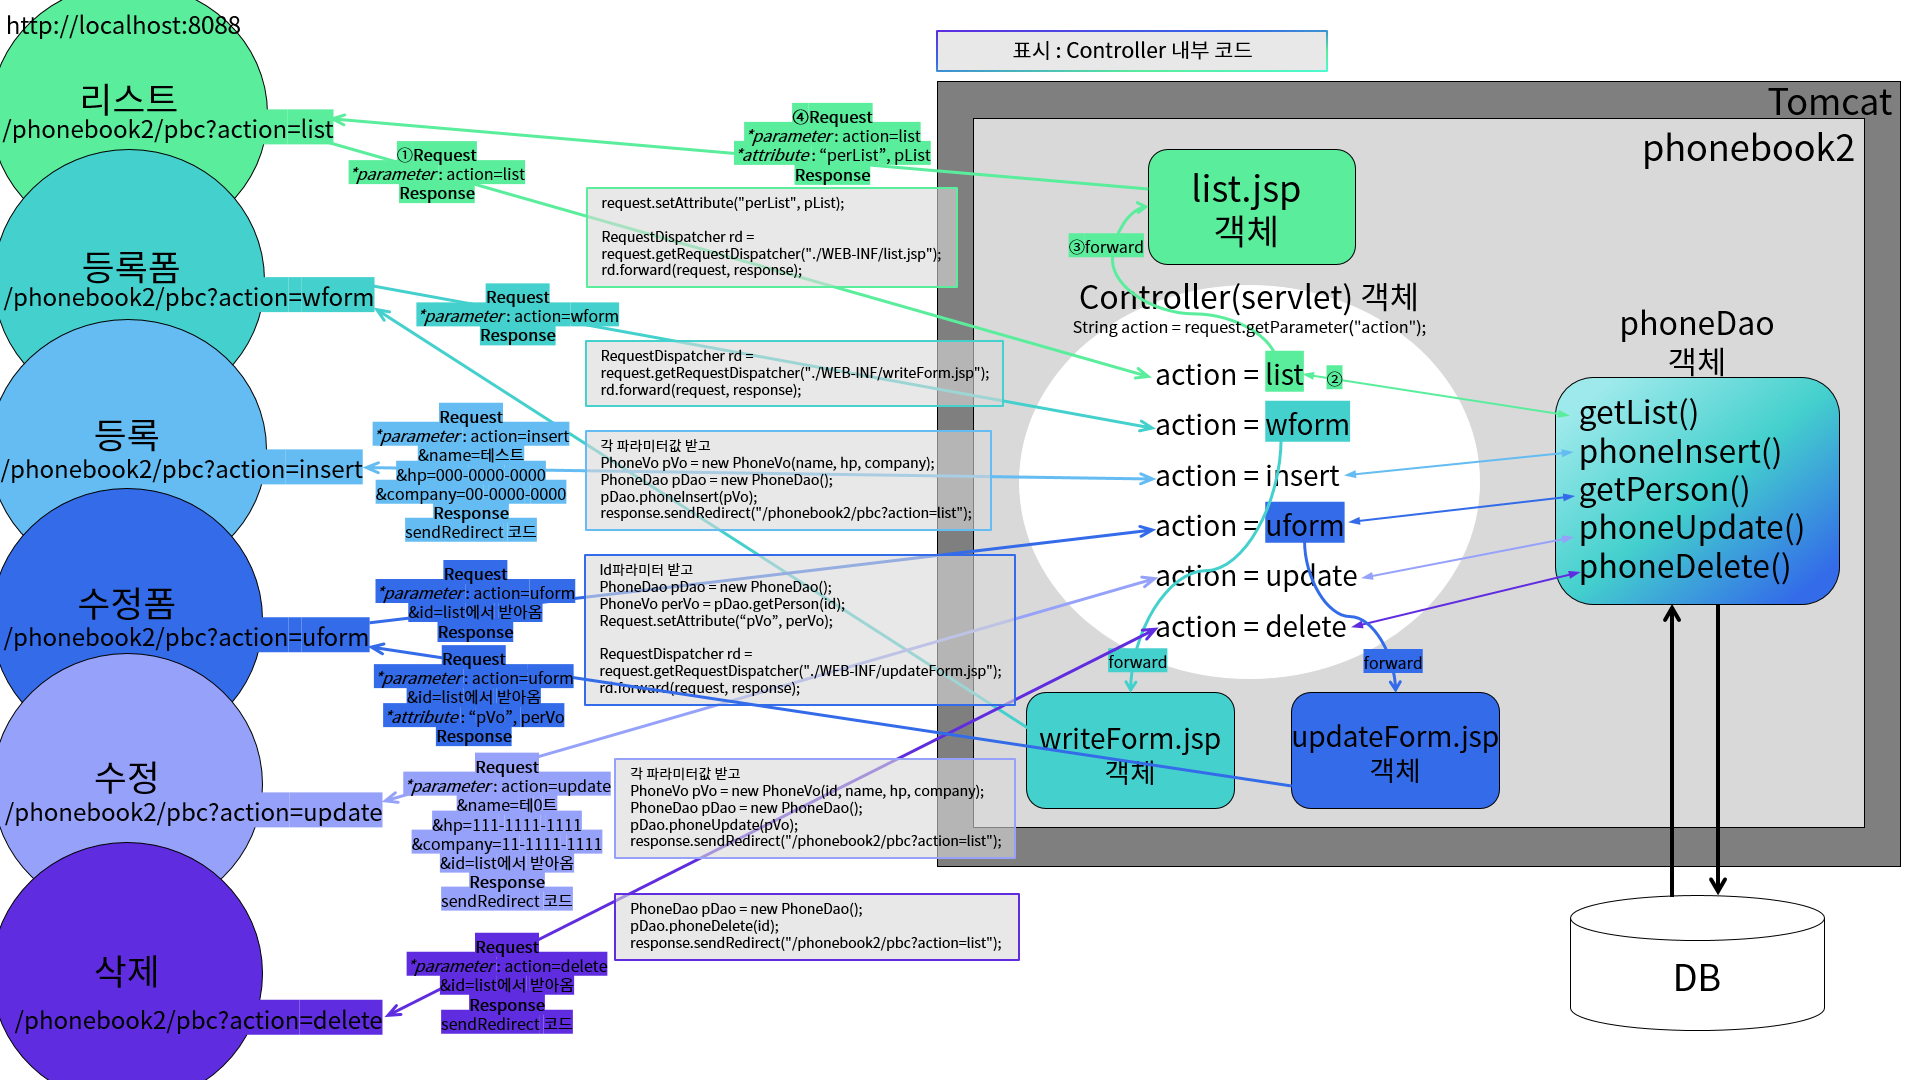 http://localhost:8088
리스트
/phonebook2/pbc?action=list
등록폼
/phonebook2/pbc?action=wform
등록
/phonebook2/pbc?action=insert
수정폼
/phonebook2/pbc?action=uform
수정
/phonebook2/pbc?action=update
삭제
/phonebook2/pbc?action=delete
①Request
*parameter : action=list
Response
④Request
*parameter : action=list
*attribute : “perList”, pList
Response
Request
*parameter : action=wform
Response
Request
*parameter : action=insert
&name=테스트
&hp=000-0000-0000
&company=00-0000-0000
Response
sendRedirect 코드
Request
*parameter : action=uform
&id=list에서 받아옴
Response
Request
*parameter : action=uform
&id=list에서 받아옴
*attribute : “pVo”, perVo
Response
Request
*parameter : action=update
&name=테0트
&hp=111-1111-1111
&company=11-1111-1111
&id=list에서 받아옴
Response
sendRedirect 코드
Request
*parameter : action=delete
&id=list에서 받아옴
Response
sendRedirect 코드
표시 : Controller 내부 코드
request.setAttribute("perList", pList);
RequestDispatcher rd =
request.getRequestDispatcher("./WEB-INF/list.jsp");
rd.forward(request, response);
RequestDispatcher rd =
request.getRequestDispatcher("./WEB-INF/writeForm.jsp");
rd.forward(request, response);
각 파라미터값 받고
PhoneVo pVo = new PhoneVo(name, hp, company);
PhoneDao pDao = new PhoneDao();
pDao.phoneInsert(pVo);
response.sendRedirect("/phonebook2/pbc?action=list");
Id파라미터 받고
PhoneDao pDao = new PhoneDao();
PhoneVo perVo = pDao.getPerson(id);
Request.setAttribute(“pVo”, perVo);
RequestDispatcher rd =
request.getRequestDispatcher("./WEB-INF/updateForm.jsp");
rd.forward(request, response);
각 파라미터값 받고
PhoneVo pVo = new PhoneVo(id, name, hp, company);
PhoneDao pDao = new PhoneDao();
pDao.phoneUpdate(pVo);
response.sendRedirect("/phonebook2/pbc?action=list");
PhoneDao pDao = new PhoneDao();
pDao.phoneDelete(id);
response.sendRedirect("/phonebook2/pbc?action=list");
Tomcat
phonebook2
list.jsp
객체
③forward
Controller(servlet) 객체
String action = request.getParameter("action");
action = list
②
action = wform
action = insert
action = uform
action = update
action = delete
forward
forward
writeForm.jsp
객체
updateForm.jsp
객체
phoneDao
객체
getList()
phoneInsert()
getPerson()
phoneUpdate()
phoneDelete()
DB